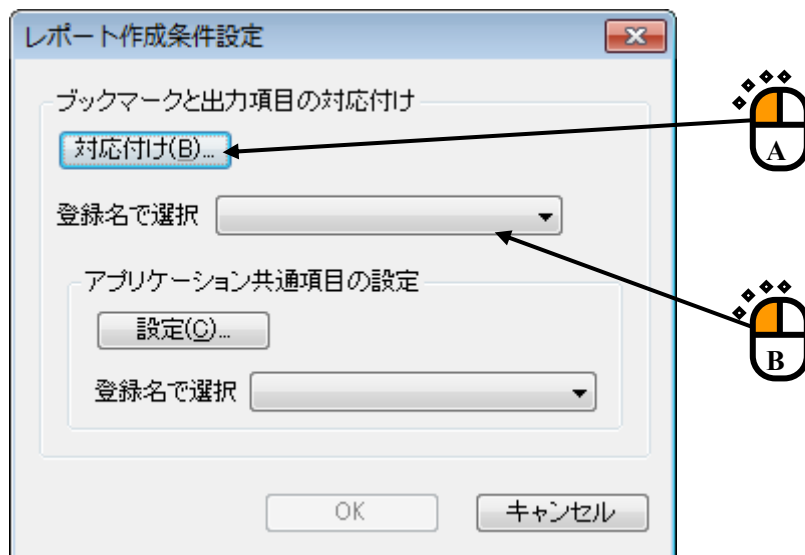 レポート作成条件設定
ブックマークと出力項目の対応付け
対応付け(B)...
A
登録名で選択
アプリケーション共通項目の設定
設定(C)...
B
登録名で選択
OK
キャンセル